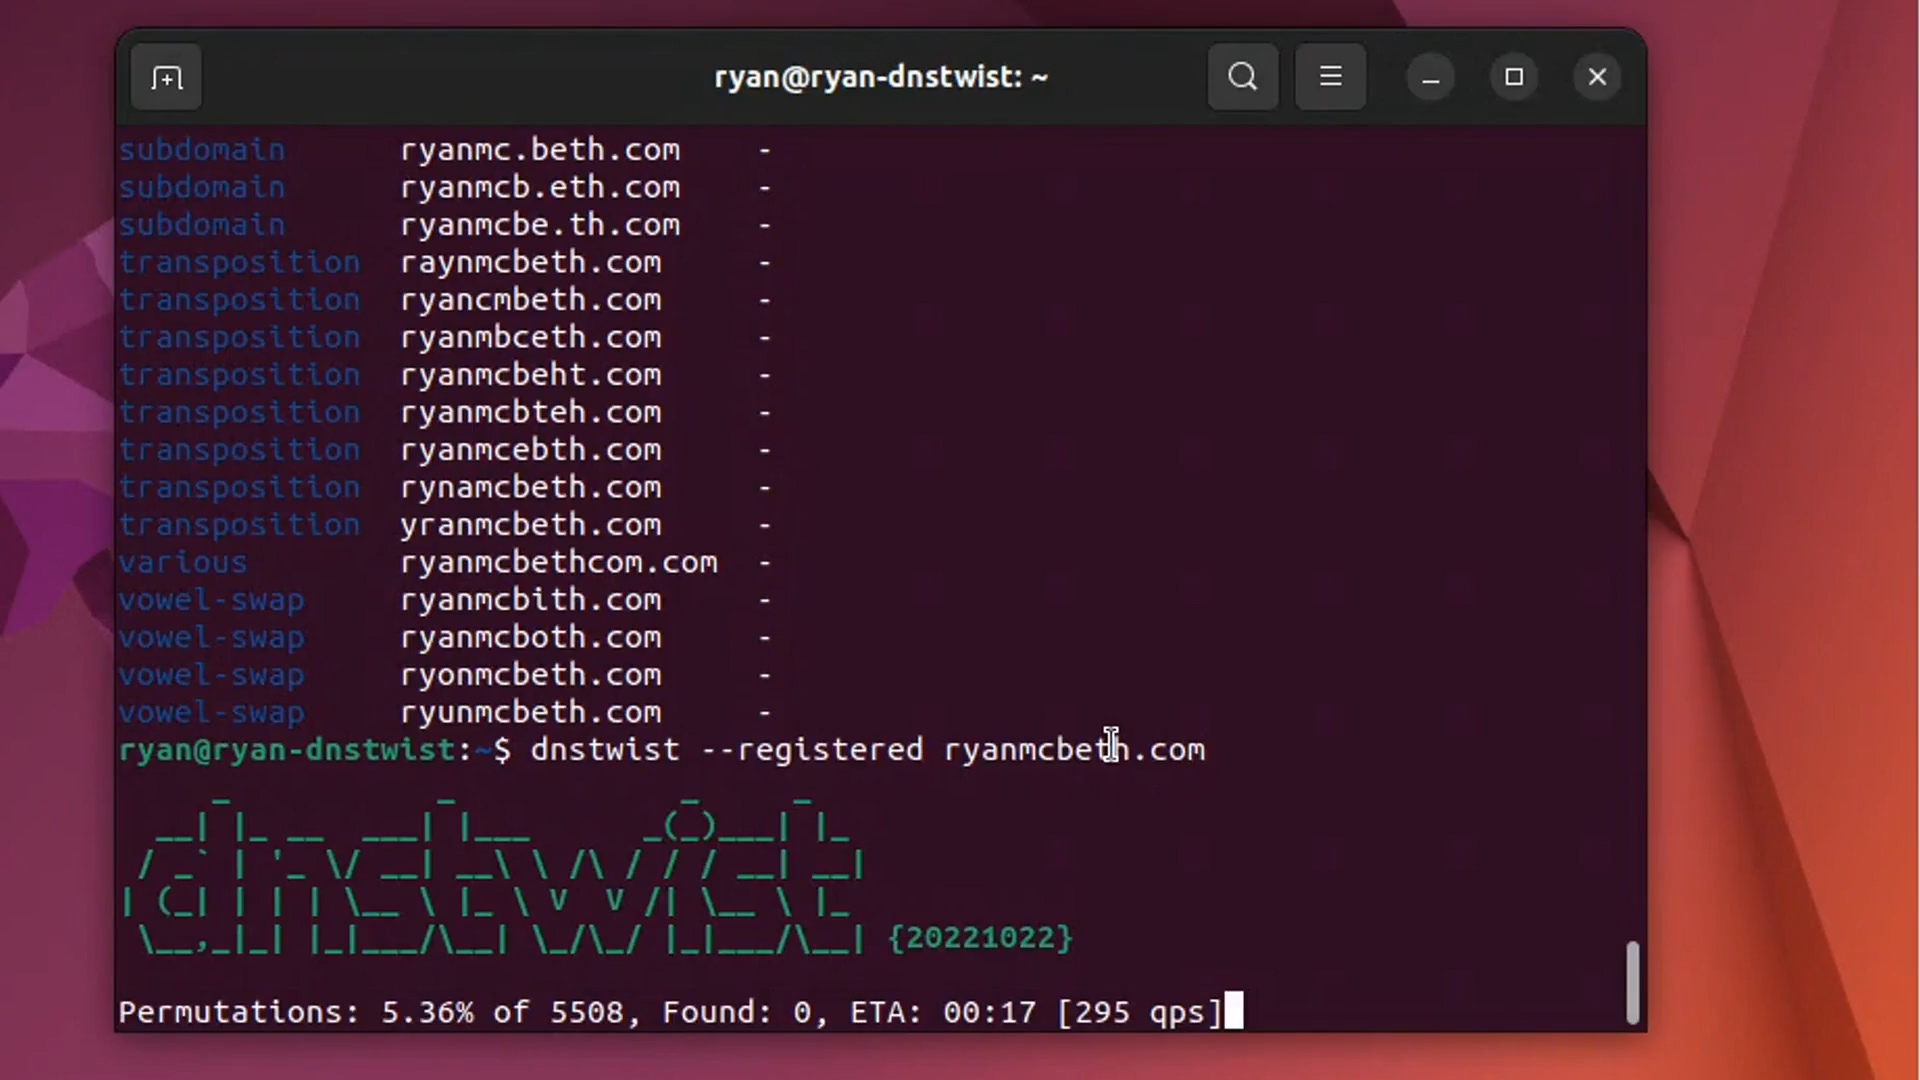 ryan@ryan-dnstwist: ~
subdomain ryanmc.beth.com -
subdomain ryanmcb.eth.com -
subdomain ryanmcbe.th.com -
transposition raynmcbeth.com -
transposition ryancmbeth.com -
transposition ryanmbceth.com -
transposition ryanmcbeht.com -
transposition ryanmcbteh.com -
transposition ryanmcebth.com -
transposition rynamcbeth.com -
transposition yranmcbeth.com -
various ryanmcbethcom.com -
vowel-swap ryanmcbith.com -
vowel-swap ryanmcboth.com -
vowel-swap ryonmcbeth.com -
vowel-swap ryunmcbeth.com -
ryan@ryan-dnstwist:~$ dnstwist --registered ryanmcbeth.com
dnstwist {20221022}
Permutations: 5.36% of 5508, Found: 0, ETA: 00:17 [295 qps]